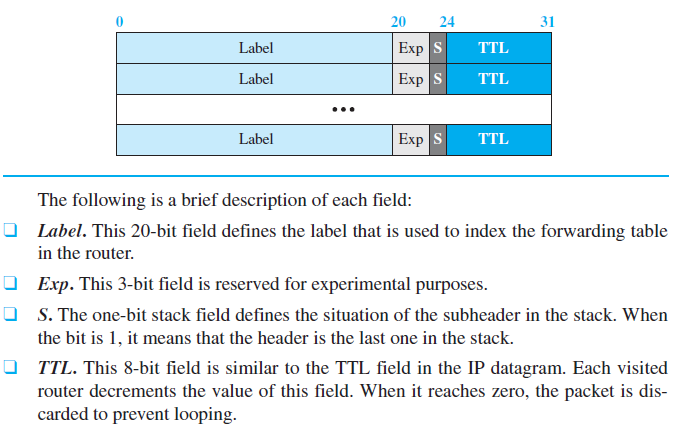 0 20 24 31
Label Exp S TTL
Label Exp S TTL
•••
Label Exp S TTL
The following is a brief description of each field:
❑ Label. This 20-bit field defines the label that is used to index the forwarding table
in the router.
❑ Exp. This 3-bit field is reserved for experimental purposes.
❑ S. The one-bit stack field defines the situation of the subheader in the stack. When
the bit is 1, it means that the header is the last one in the stack.
❑ TTL. This 8-bit field is similar to the TTL field in the IP datagram. Each visited
router decrements the value of this field. When it reaches zero, the packet is dis-
carded to prevent looping.